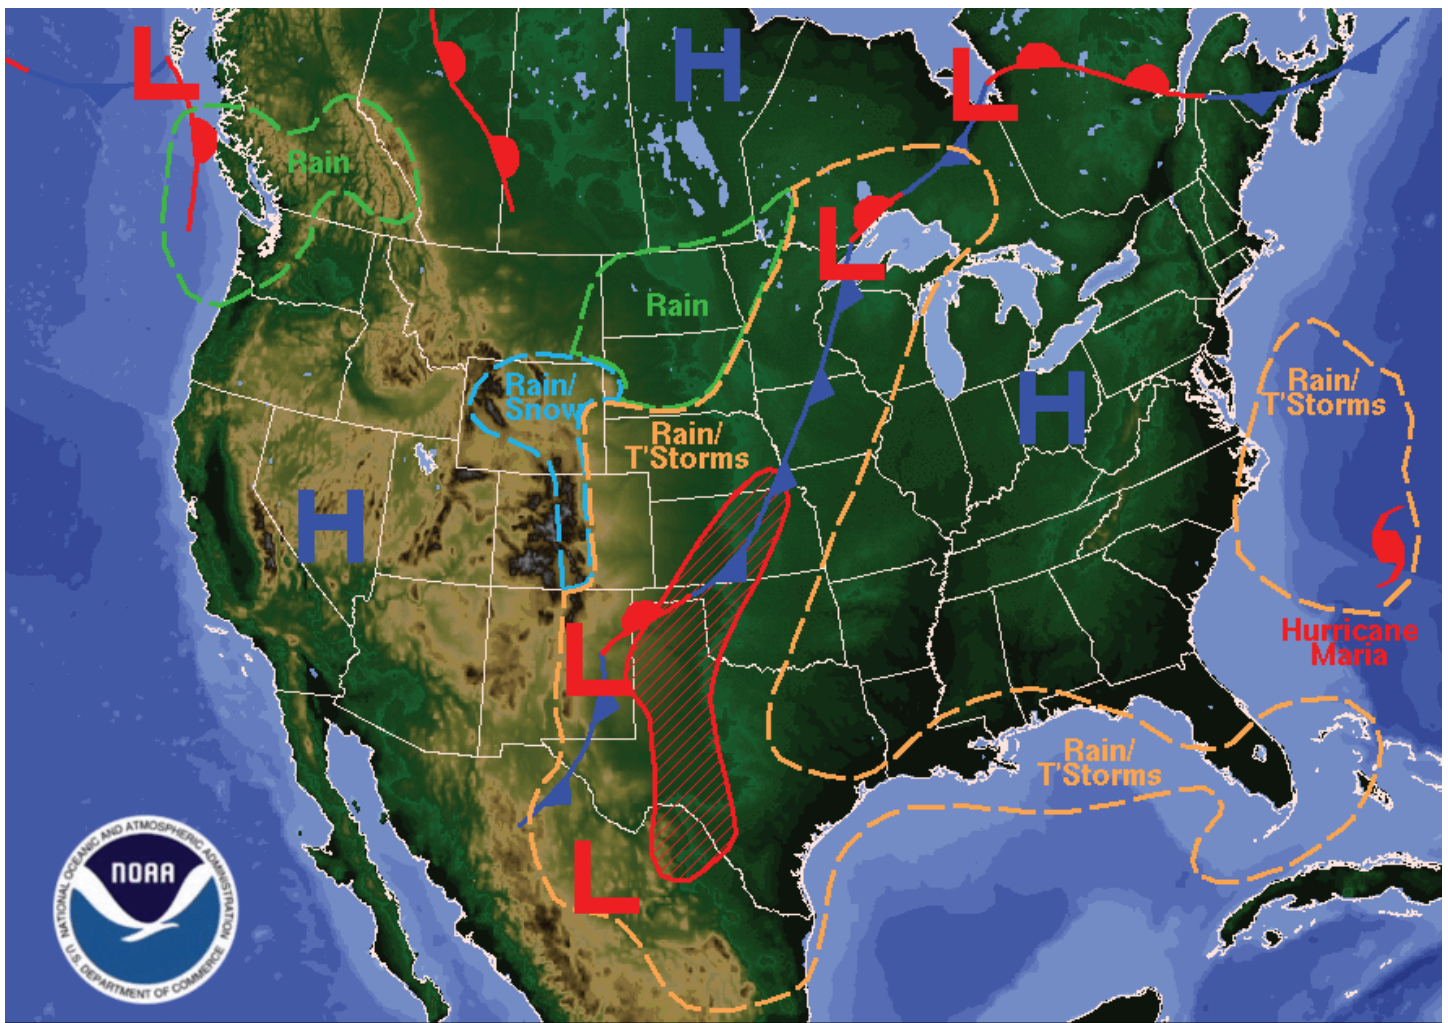 L
H
L
Rain
L
Rain
Rain/
Snow
Rain/
T'Storms
H
Rain/
T'Storms
H
Hurricane
Maria
L
Rain/
T'Storms
L
NATIONAL OCEANIC AND ATMOSPHERIC ADMINISTRATION
NOAA
U.S. DEPARTMENT OF COMMERCE